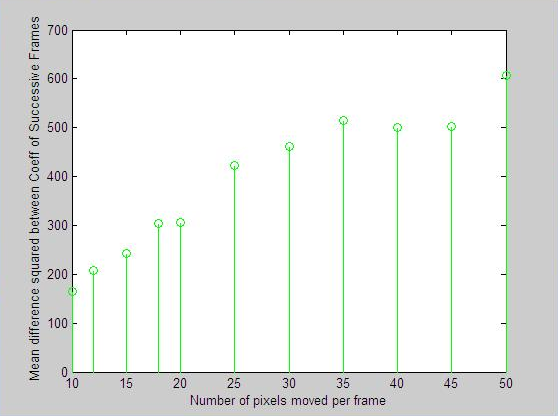 700
600
500
400
300
200
100
0
Mean difference squared between Coeff of Successive Frames
10 15 20 25 30 35 40 45 50
Number of pixels moved per frame